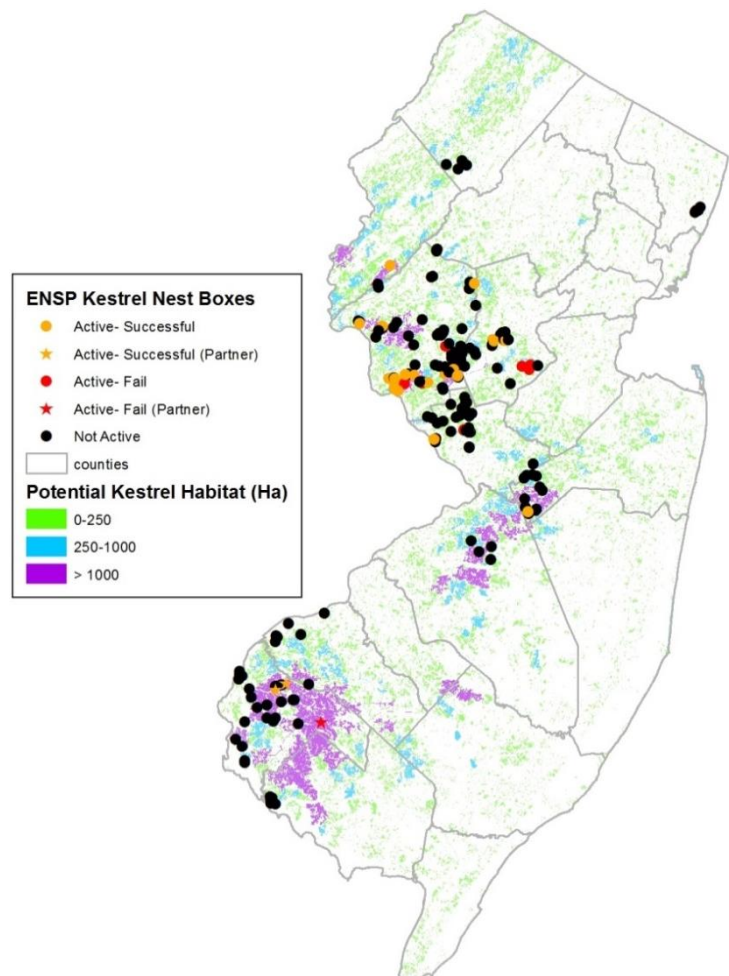 ENSP Kestrel Nest Boxes
Active- Successful
Active- Successful (Partner)
Active- Fail
Active- Fail (Partner)
Not Active
counties
Potential Kestrel Habitat (Ha)
0-250
250-1000
> 1000